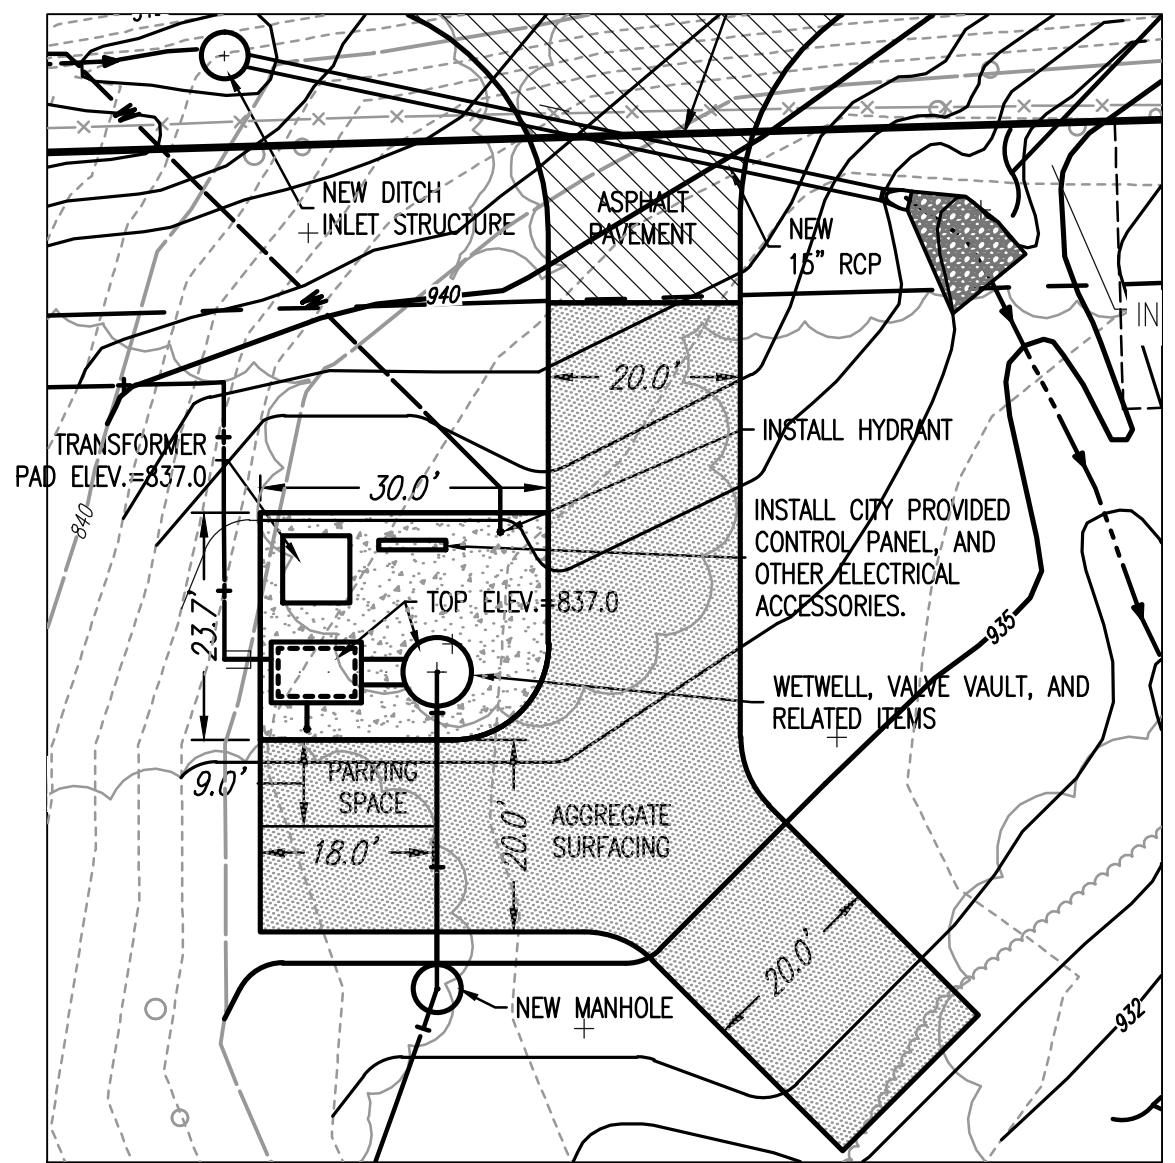 NEW DITCH
INLET STRUCTURE
ASPHALT
PAVEMENT
NEW
15” RCP
940
IN
20.0'
INSTALL HYDRANT
TRANSFORMER
PAD ELEV.=837.0
30.0'
840
INSTALL CITY PROVIDED
CONTROL PANEL, AND
OTHER ELECTRICAL
ACCESSORIES.
TOP ELEV.=837.0
23.7'
935
WETWELL, VALVE VAULT, AND
RELATED ITEMS
9.0'
PARKING
SPACE
18.0'
20.0'
AGGREGATE
SURFACING
20.0'
NEW MANHOLE
932